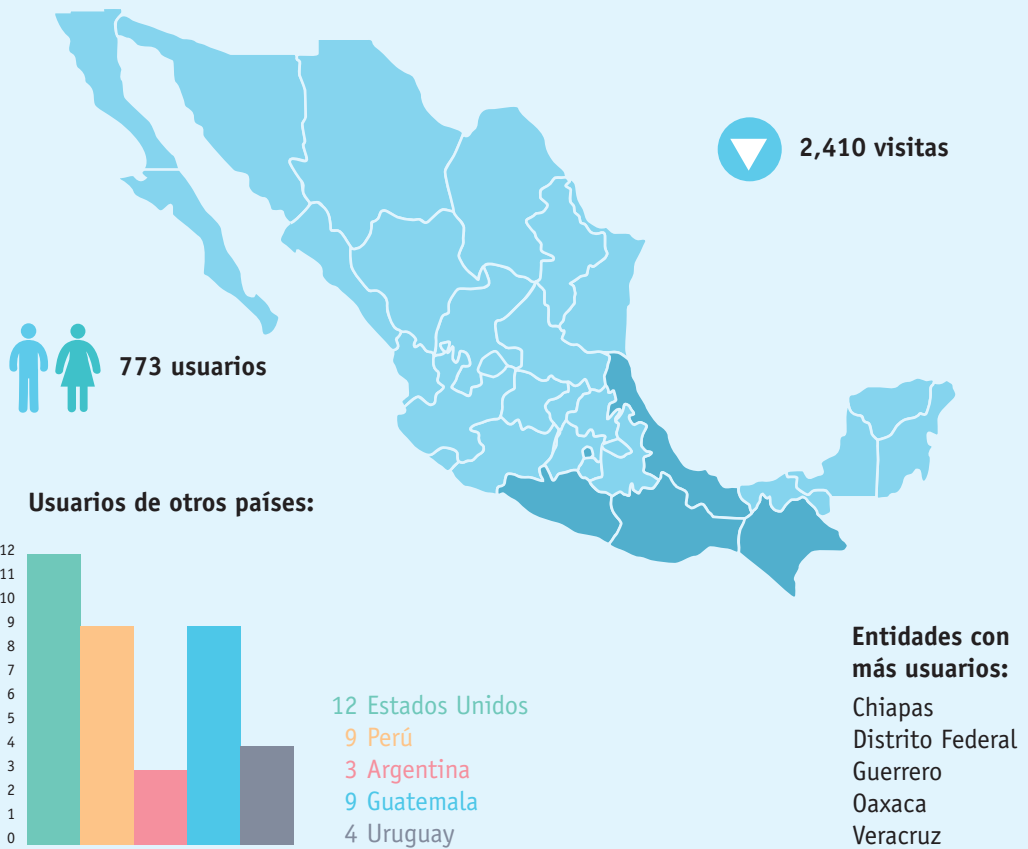 2,410 visitas
773 usuarios
Usuarios de otros países:
12
11
10
9
8
7
6
5
4
3
2
1
0
12 Estados Unidos
9 Perú
3 Argentina
9 Guatemala
4 Uruguay
Entidades con
más usuarios:
Chiapas
Distrito Federal
Guerrero
Oaxaca
Veracruz